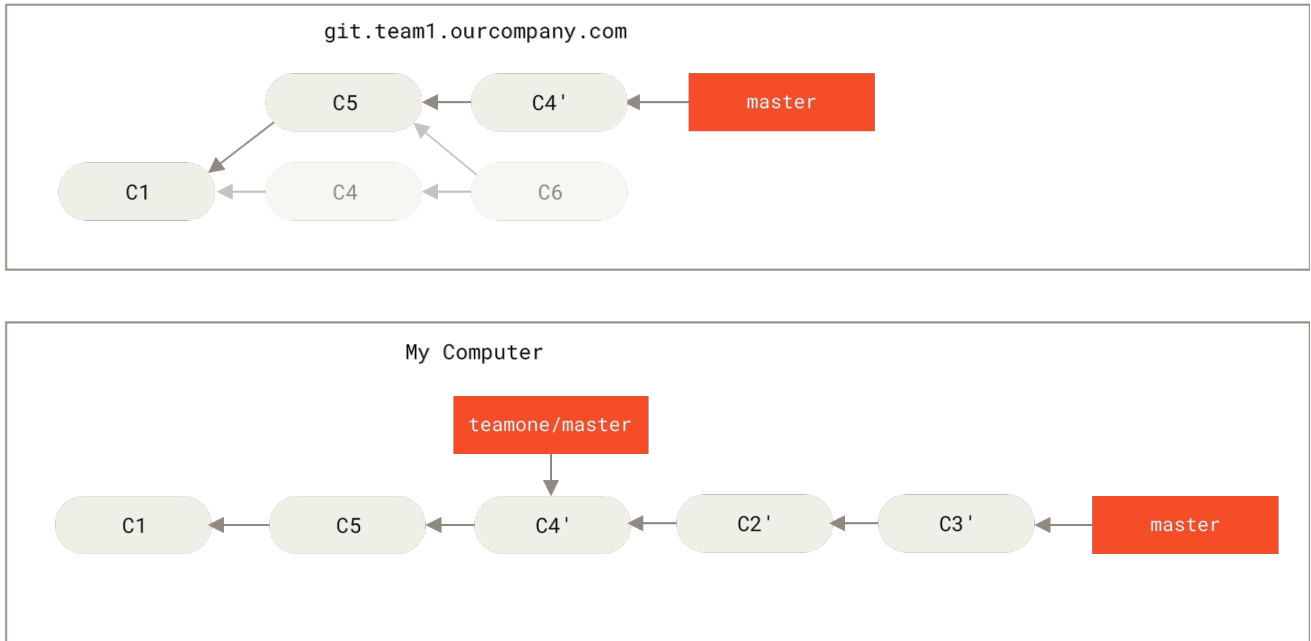 git.team1.ourcompany.com
C5
C4'
master
C1
C4
C6
My Computer
teamone/master
C1
C5
C4'
C2'
C3'
master